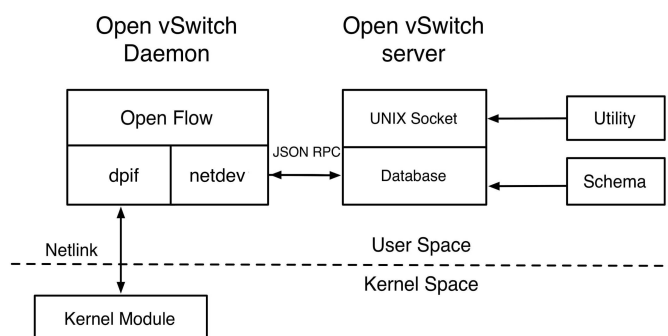 Open vSwitch
Daemon
Open vSwitch
server
Open Flow
dpif
netdev
JSON RPC
UNIX Socket
Database
Utility
Schema
Netlink
User Space
Kernel Space
Kernel Module